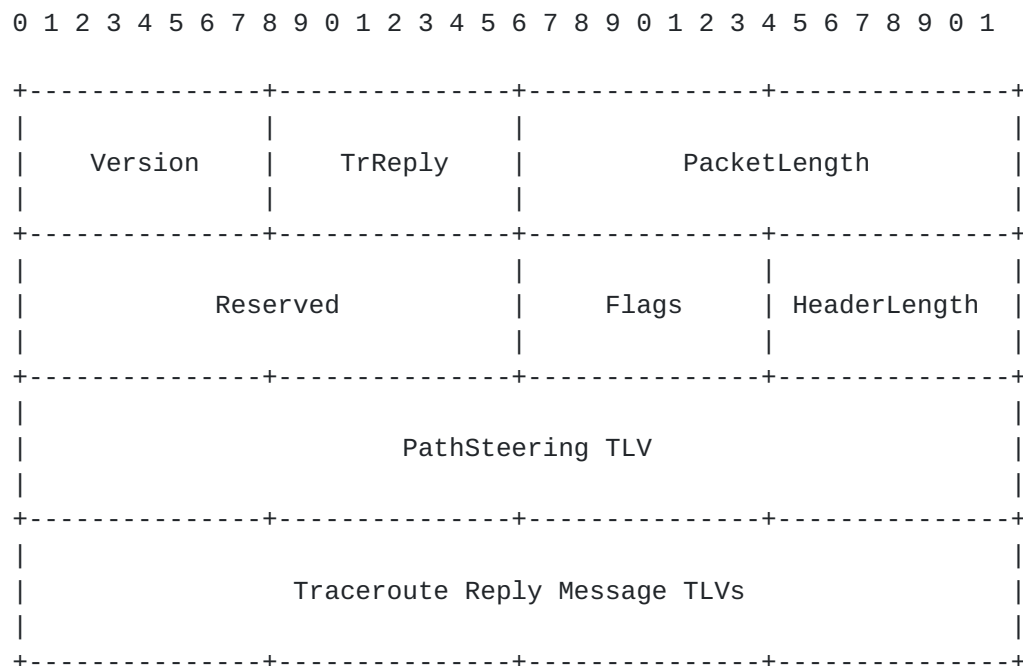 0 1 2 3 4 5 6 7 8 9 0 1 2 3 4 5 6 7 8 9 0 1 2 3 4 5 6 7 8 9 0 1
+---------------+---------------+---------------+---------------+
| | | |
| Version | TrReply | PacketLength |
| | | |
+---------------+---------------+---------------+---------------+
| | | |
| Reserved | Flags | HeaderLength |
| | | |
+---------------+---------------+---------------+---------------+
| |
| PathSteering TLV |
| |
+---------------+---------------+---------------+---------------+
| |
| Traceroute Reply Message TLVs |
| |
+---------------+---------------+---------------+---------------+